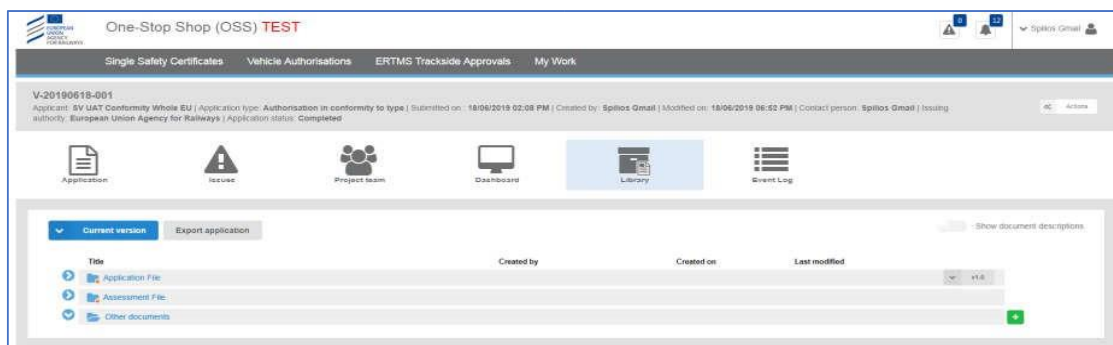 EUROPEAN
UNION
AGENCY
FOR RAILWAYS
One-Stop Shop (OSS) TEST
0
12
Spilios Gmail
Single Safety Certificates Vehicle Authorisations ERTMS Trackside Approvals My Work
V-20190618-001
Applicant: SV UAT Conformity Whole EU | Application type: Authorisation in conformity to type | Submitted on : 18/06/2019 02:08 PM | Created by: Spilios Gmail | Modified on: 18/06/2019 06:52 PM | Contact person: Spilios Gmail | Issuing
authority: European Union Agency for Railways | Application status: Completed
Actions
Application Issues Project team Dashboard Library Event Log
Current version Export application Show document descriptions
Title Created by Created on Last modified
Application File v1.0
Assessment File
Other documents